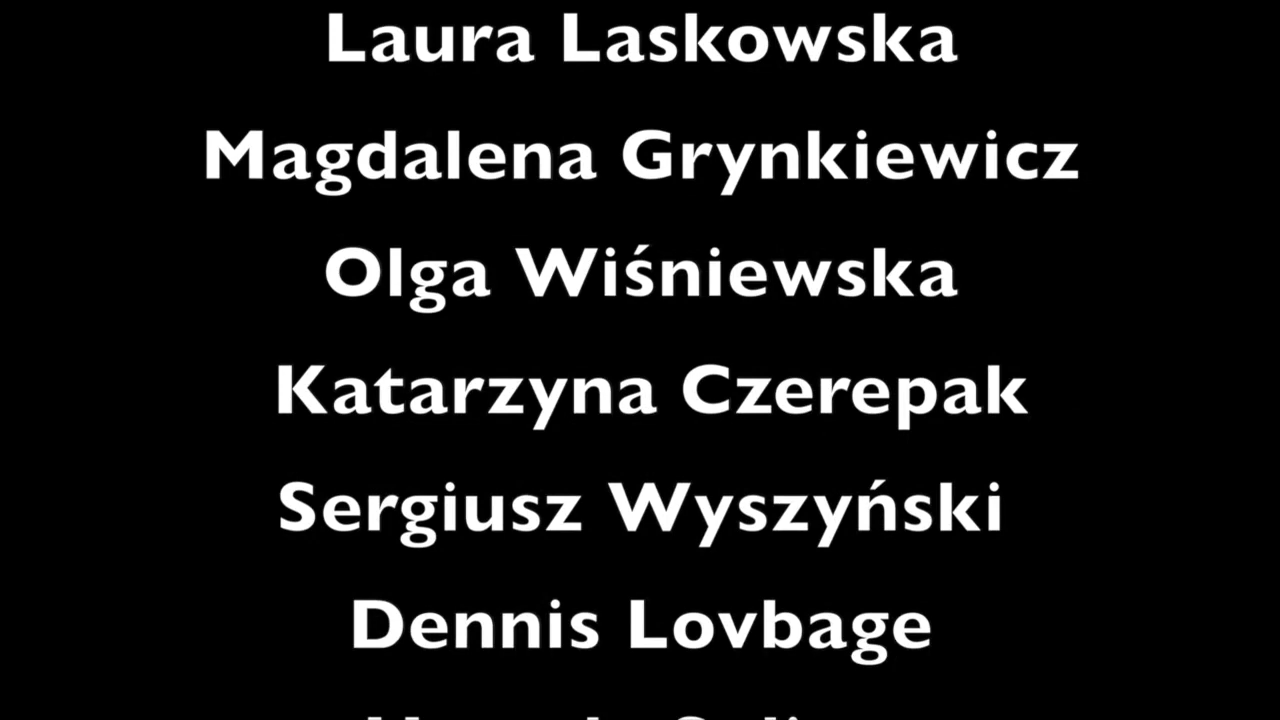 Laura Laskowska
Magdalena Grynkiewicz
Olga Wiśniewska
Katarzyna Czerepak
Sergiusz Wyszyński
Dennis Lovbage